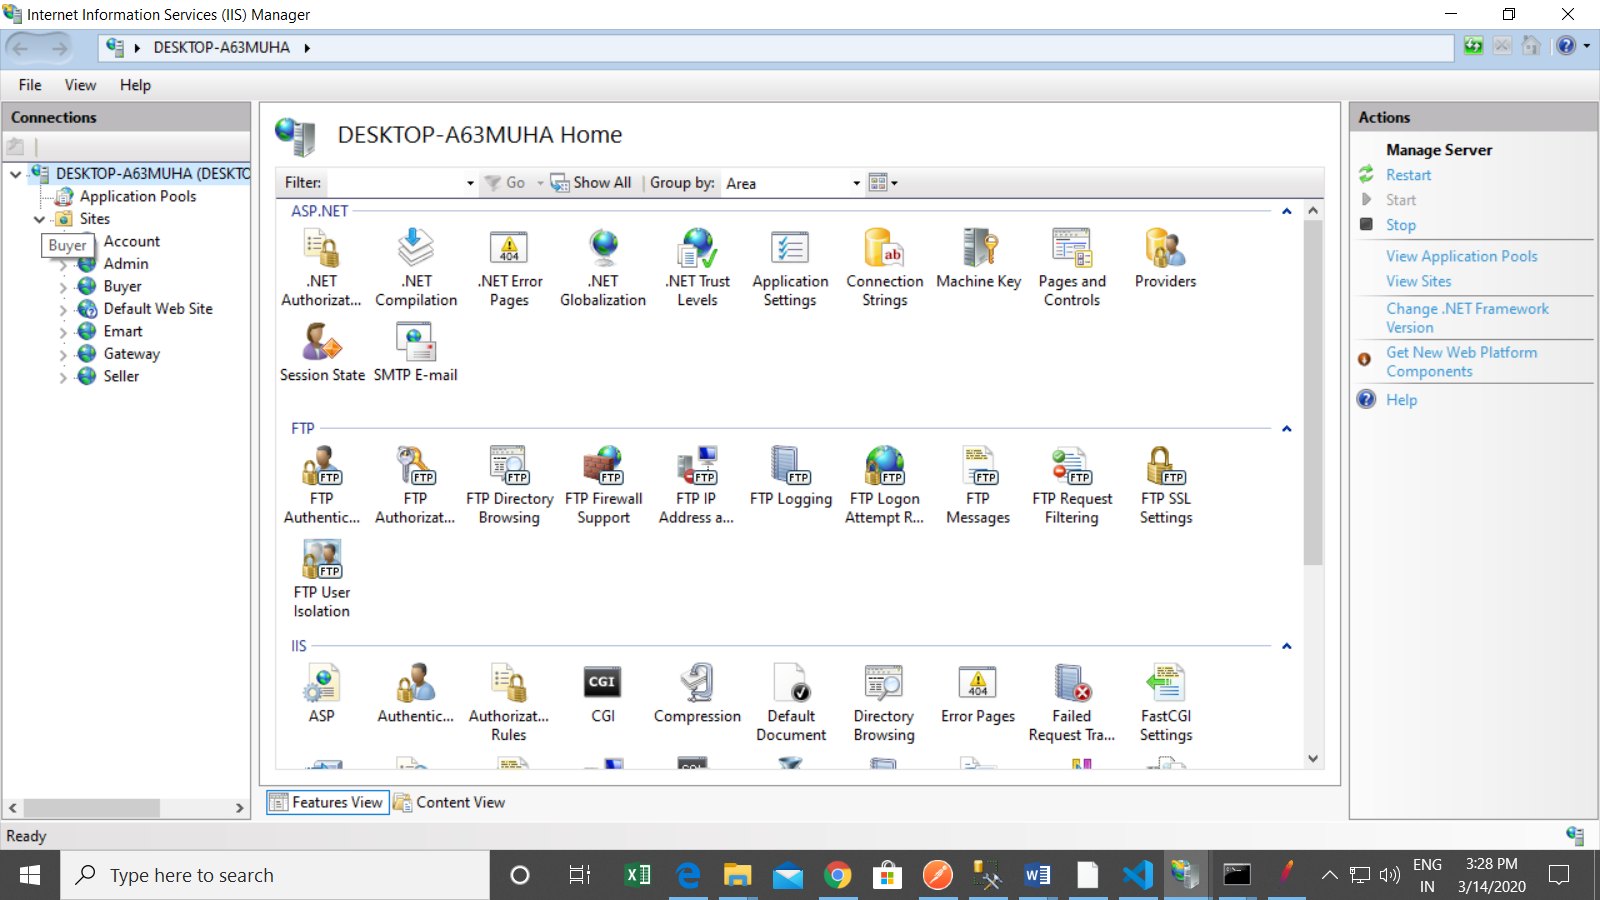 Internet Information Services (IIS) Manager
DESKTOP-A63MUHA
File View Help
Connections
DESKTOP-A63MUHA (DESKTO
Application Pools
Sites
Account
Buyer
Admin
Buyer
Default Web Site
Emart
Gateway
Seller
DESKTOP-A63MUHA Home
Filter: Go Show All Group by: Area
ASP.NET
.NET Authorizat...
.NET Compilation
.NET Error Pages
.NET Globalization
.NET Trust Levels
Application Settings
Connection Strings
Machine Key
Pages and Controls
Providers
Session State
SMTP E-mail
FTP
FTP Authentic...
FTP Authorizat...
FTP Directory Browsing
FTP Firewall Support
FTP IP Address a...
FTP Logging
FTP Logon Attempt R...
FTP Messages
FTP Request Filtering
FTP SSL Settings
FTP User Isolation
IIS
ASP
Authentic...
Authorizat... Rules
CGI
Compression
Default Document
Directory Browsing
Error Pages
Failed Request Tra...
FastCGI Settings
Features View Content View
Actions
Manage Server
Restart
Start
Stop
View Application Pools
View Sites
Change .NET Framework
Version
Get New Web Platform
Components
Help
Ready
Type here to search
ENG
IN
3:28 PM
3/14/2020